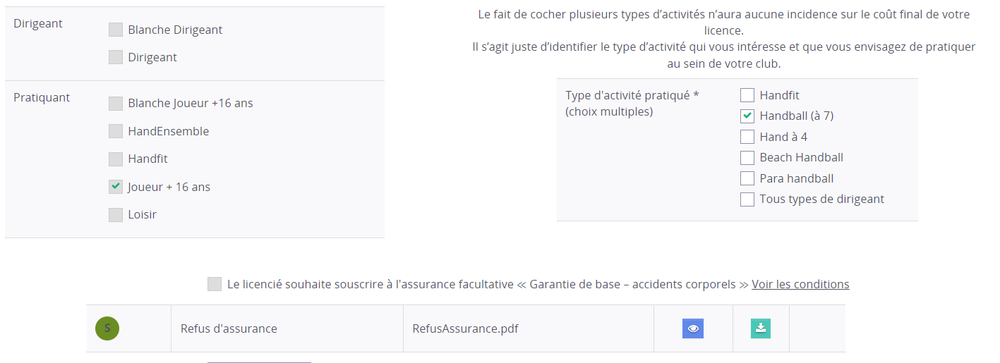 Dirigeant
Blanche Dirigeant
Dirigeant
Pratiquant
Blanche Joueur +16 ans
HandEnsemble
Handfit
Joueur + 16 ans
Loisir
Le fait de cocher plusieurs types d’activités n’aura aucune incidence sur le coût final de votre
licence.
Il s’agit juste d’identifier le type d’activité qui vous intéresse et que vous envisagez de pratiquer
au sein de votre club.
Type d'activité pratiqué *
(choix multiples)
Handfit
Handball (à 7)
Hand à 4
Beach Handball
Para handball
Tous types de dirigeant
Le licencié souhaite souscrire à l'assurance facultative « Garantie de base – accidents corporels » Voir les conditions
S
Refus d'assurance
RefusAssurance.pdf